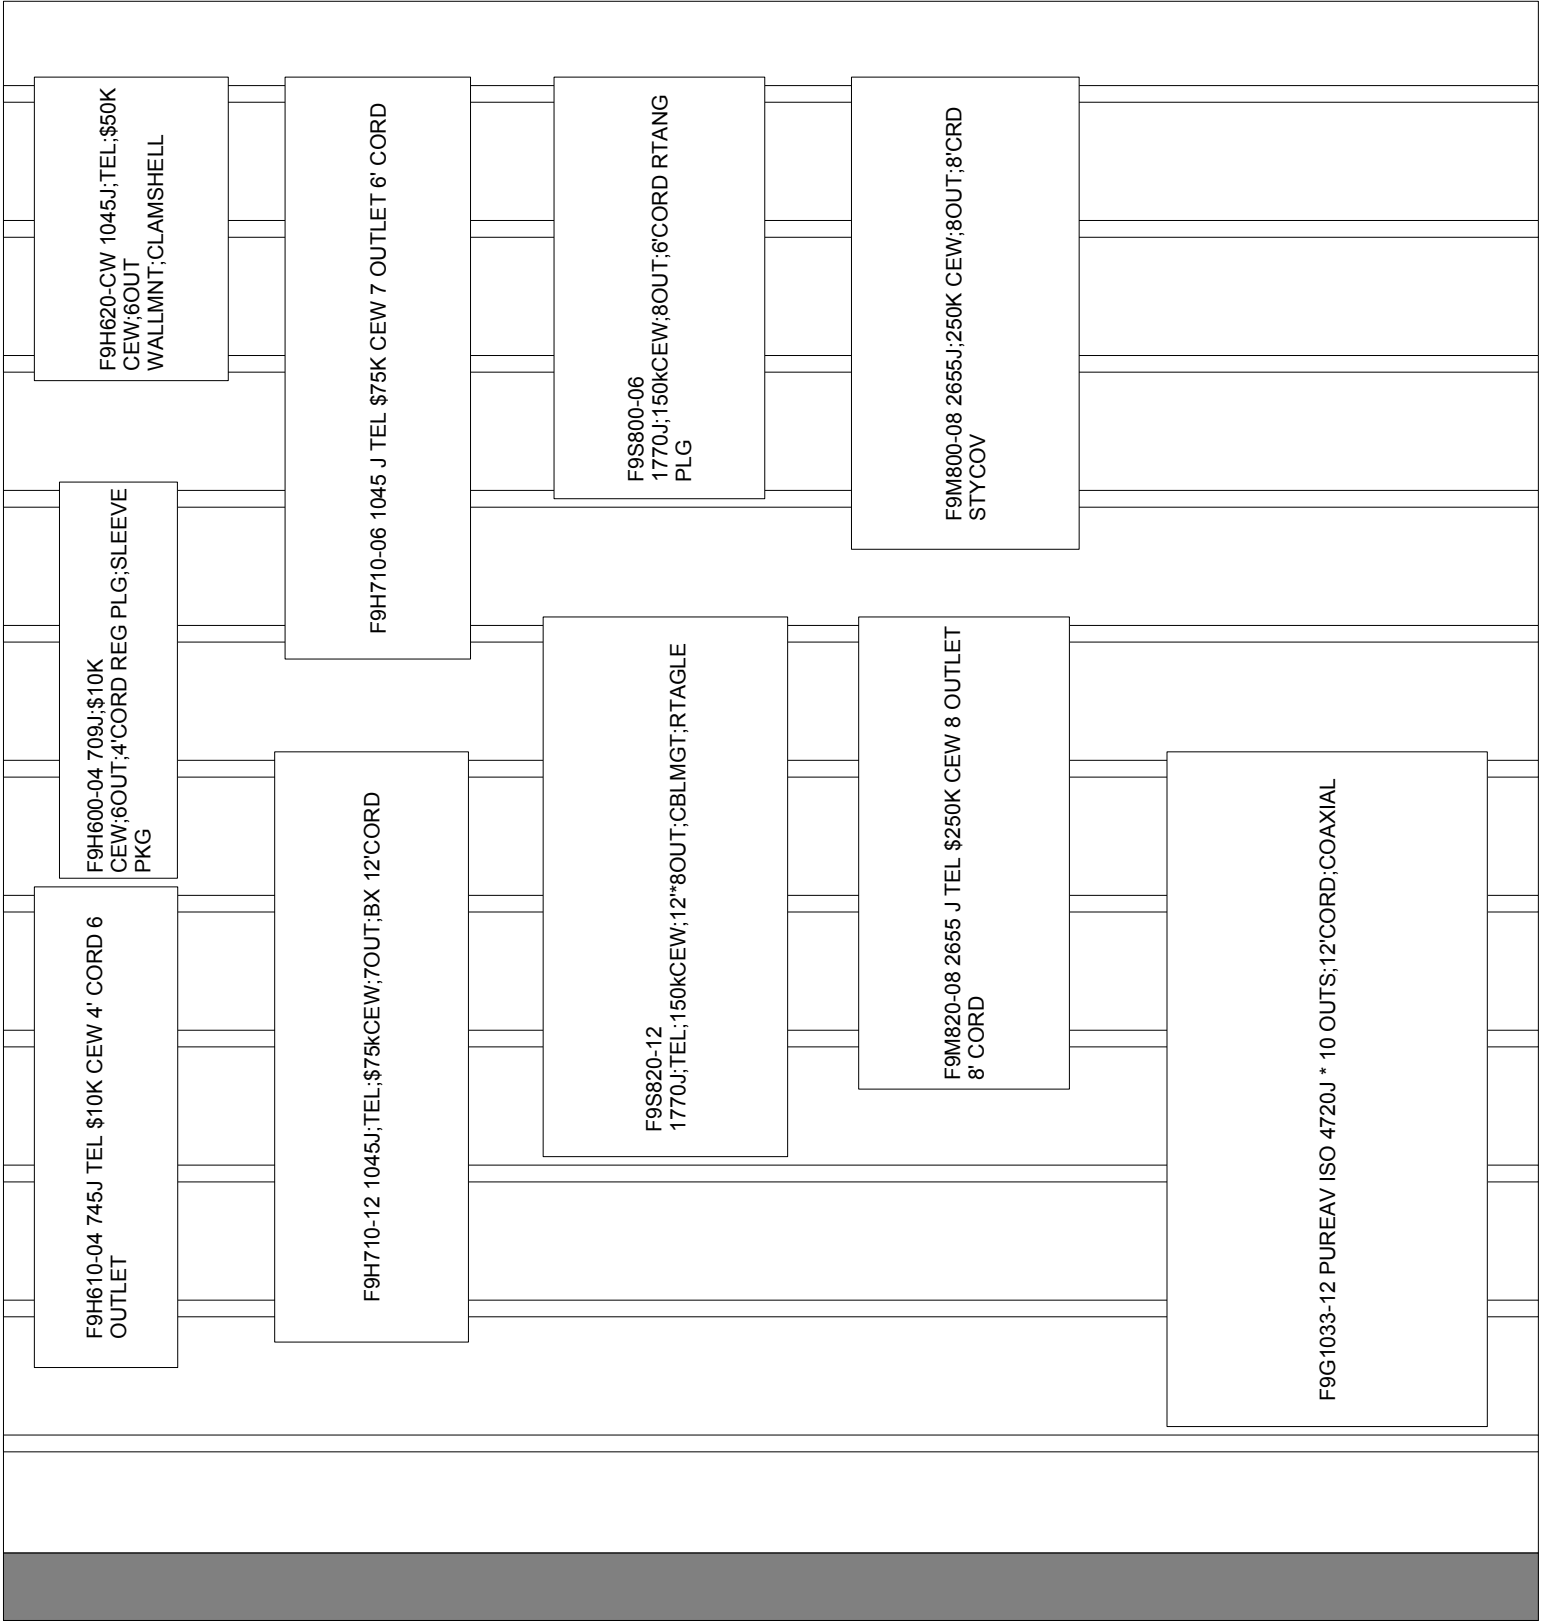 F9H620-CW 1045J;TEL;$50K
CEW;6OUT
WALLMNT;CLAMSHELL
F9H600-04 709J;$10K
CEW;6OUT;4'CORD REG PLG;SLEEVE
PKG
F9H610-04 745J TEL $10K CEW 4' CORD 6
OUTLET
F9H710-06 1045 J TEL $75K CEW 7 OUTLET 6' CORD
F9H710-12 1045J;TEL;$75kCEW;7OUT;BX 12'CORD
F9S800-06
1770J;150kCEW;8OUT;6'CORD RTANG
PLG
F9S820-12
1770J;TEL;150kCEW;12'*8OUT;CBLMGT;RTAGLE
F9M800-08 2655J;250K CEW;8OUT;8'CRD
STYCOV
F9M820-08 2655 J TEL $250K CEW 8 OUTLET
8' CORD
F9G1033-12 PUREAV ISO 4720J * 10 OUTS;12'CORD;COAXIAL